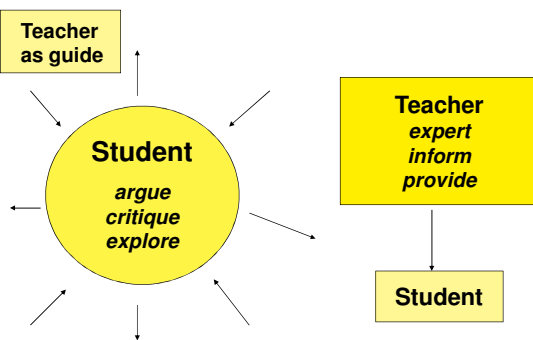 Teacher
as guide
Student
argue
critique
explore
Teacher
expert
inform
provide
Student